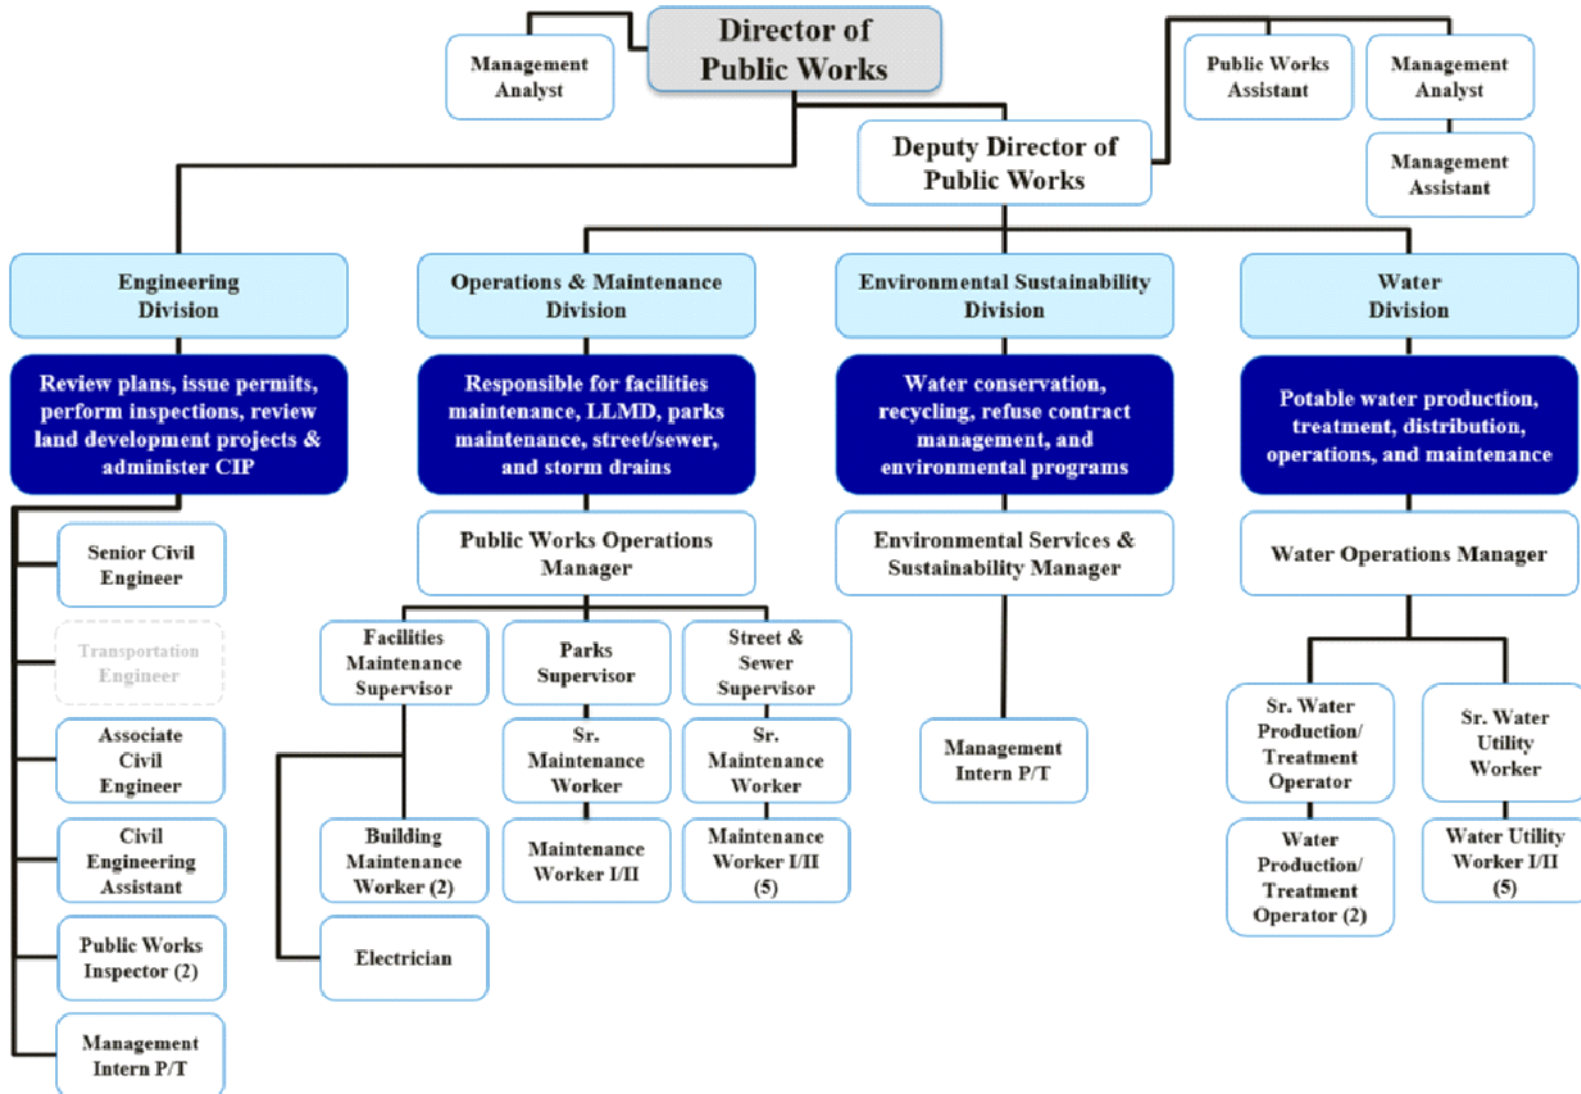 Director of
Public Works
Management
Analyst
Public Works
Assistant
Management
Analyst
Deputy Director of
Public Works
Management
Assistant
Engineering
Division
Operations & Maintenance
Division
Environmental Sustainability
Division
Water
Division
Review plans, issue permits,
perform inspections, review
land development projects &
administer CIP
Responsible for facilities
maintenance, LLMD, parks
maintenance, street/sewer,
and storm drains
Water conservation,
recycling, refuse contract
management, and
environmental programs
Potable water production,
treatment, distribution,
operations, and maintenance
Senior Civil
Engineer
Transportation
Engineer
Associate
Civil
Engineer
Civil
Engineering
Assistant
Public Works
Inspector (2)
Management
Intern P/T
Public Works Operations
Manager
Facilities
Maintenance
Supervisor
Building
Maintenance
Worker (2)
Electrician
Parks
Supervisor
Sr.
Maintenance
Worker
Maintenance
Worker I/II
Street &
Sewer
Supervisor
Sr.
Maintenance
Worker
Maintenance
Worker I/II
(5)
Environmental Services &
Sustainability Manager
Management
Intern P/T
Water Operations Manager
Sr. Water
Production/
Treatment
Operator
Water
Production/
Treatment
Operator (2)
Sr. Water
Utility
Worker
Water Utility
Worker I/II
(5)